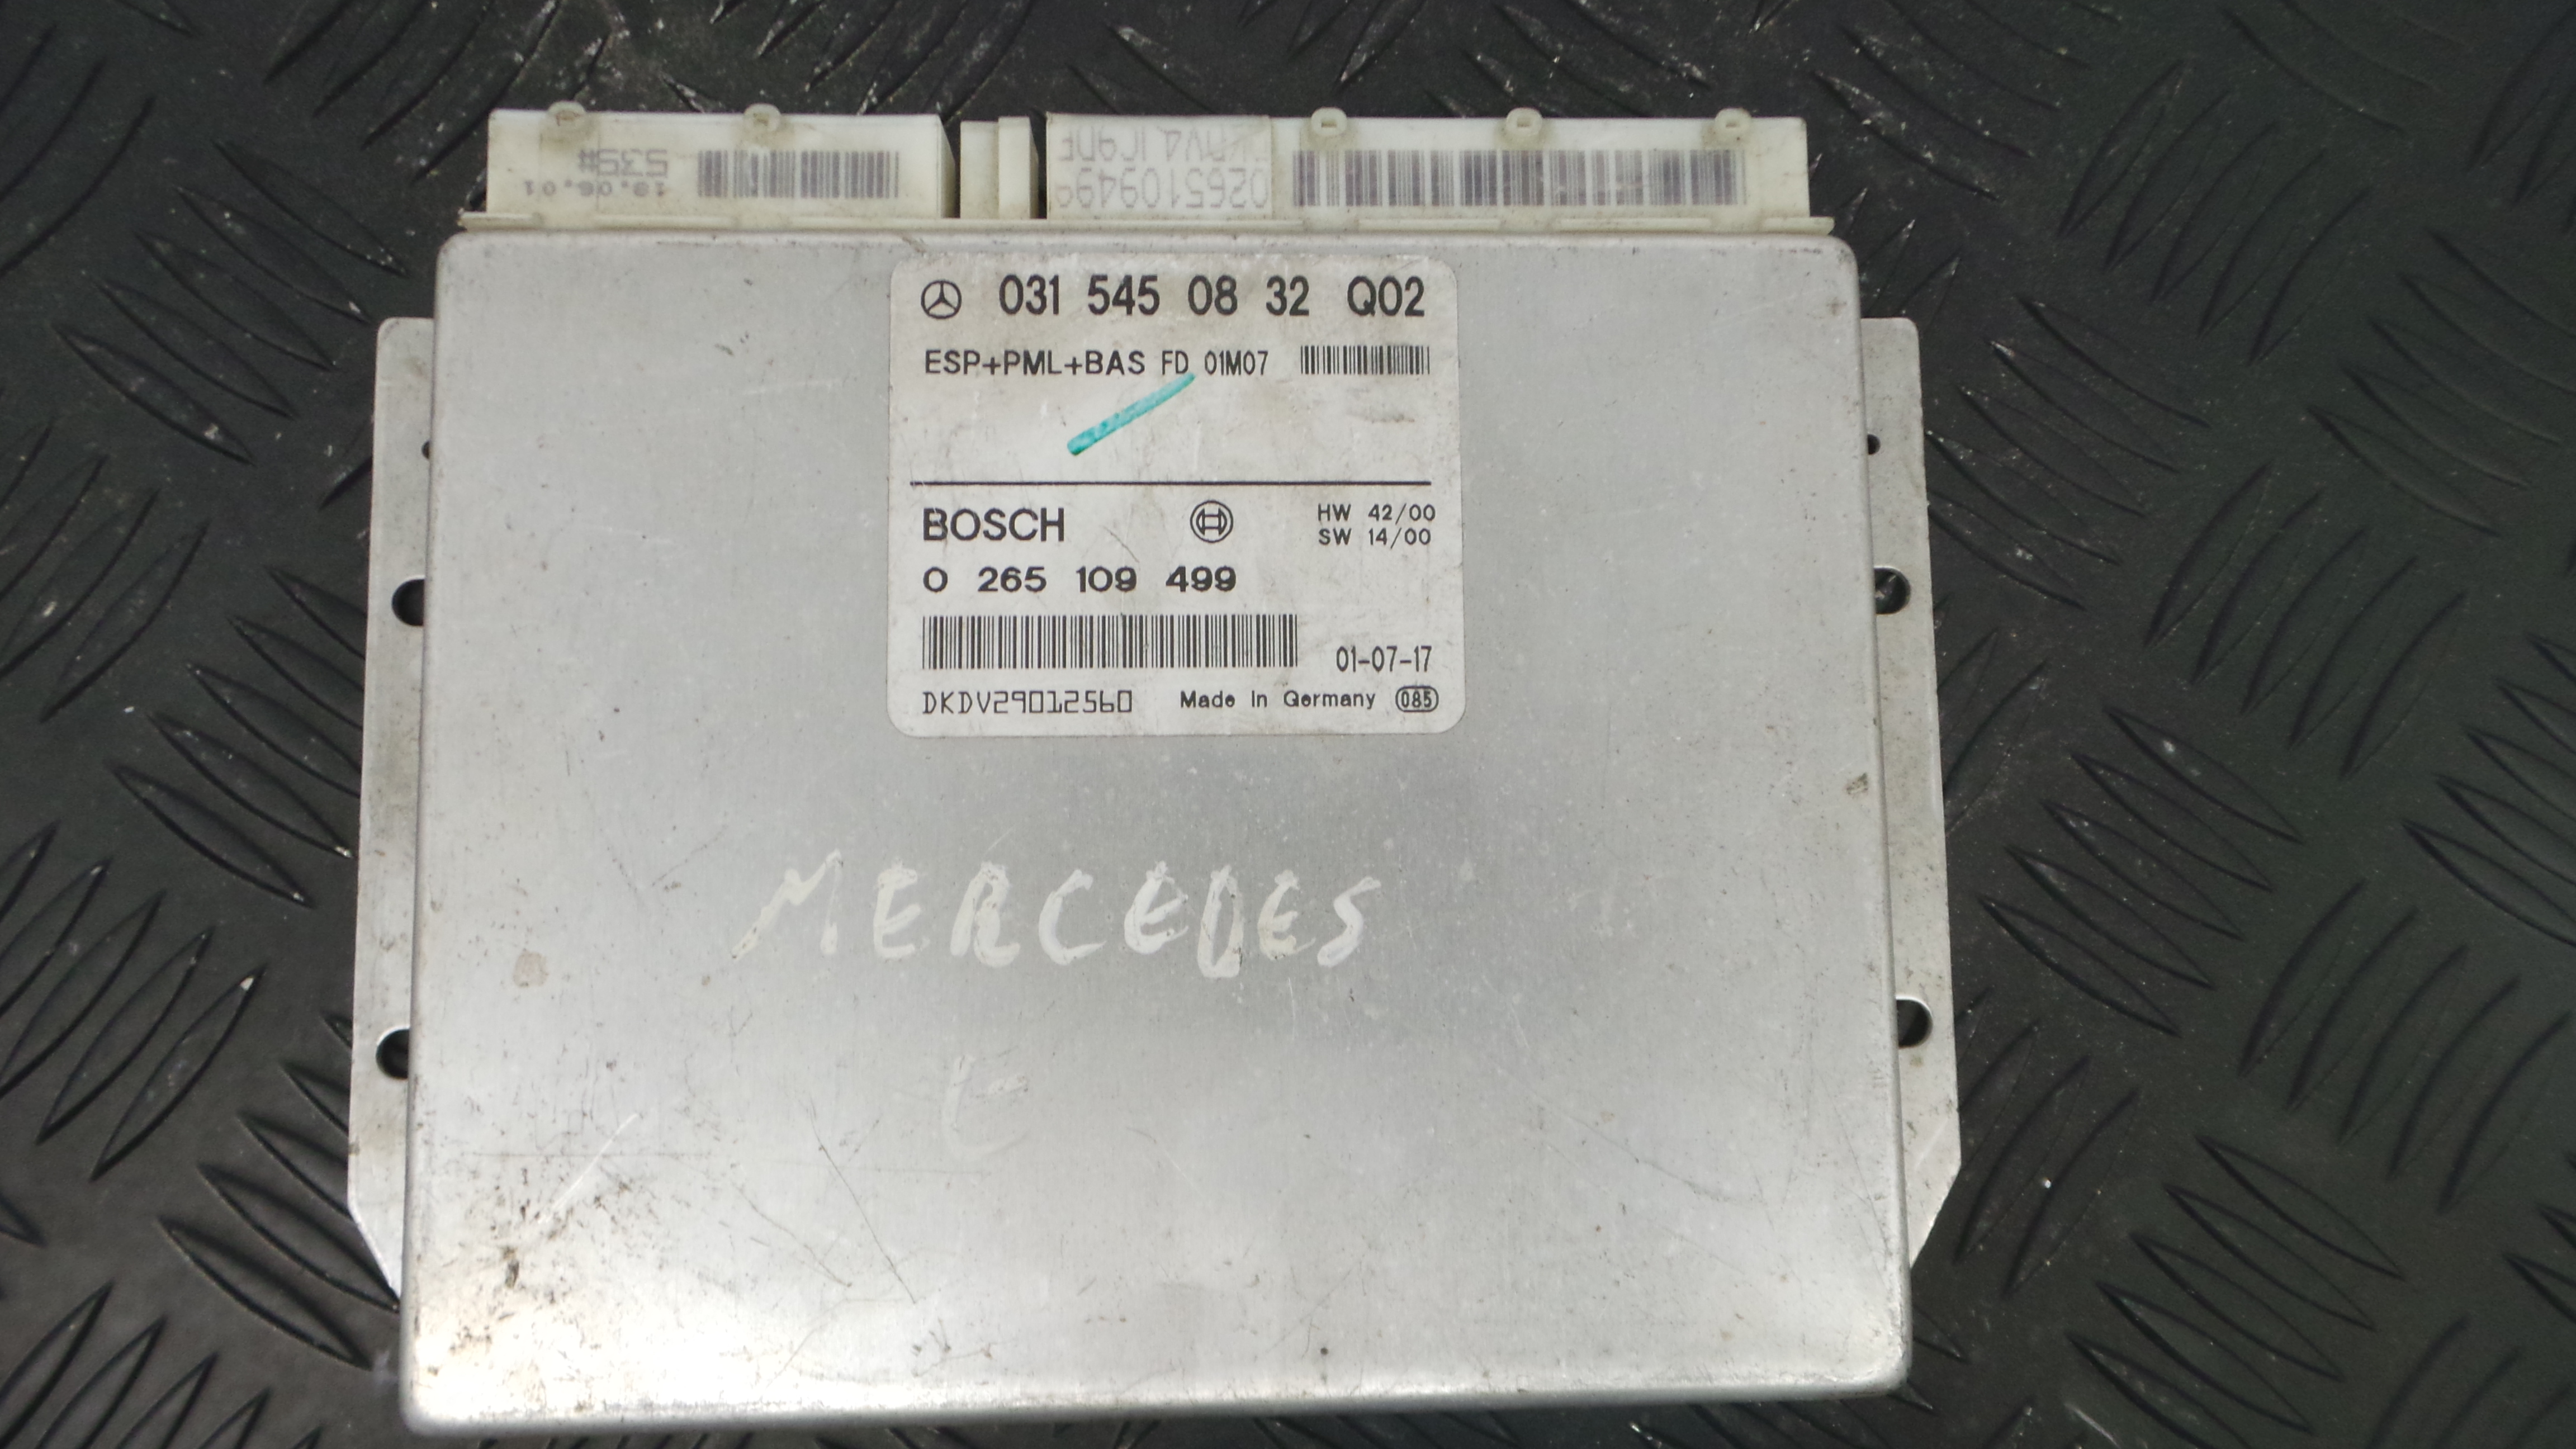 539#
19.06.01
0265109499
031 545 08 32 Q02
ESP+PML+BAS FD 01M07
BOSCH
HW 42/00
SW 14/00
0 265 109 499
01-07-17
DKDV29012560 Made in Germany 085
MERCEDES
E